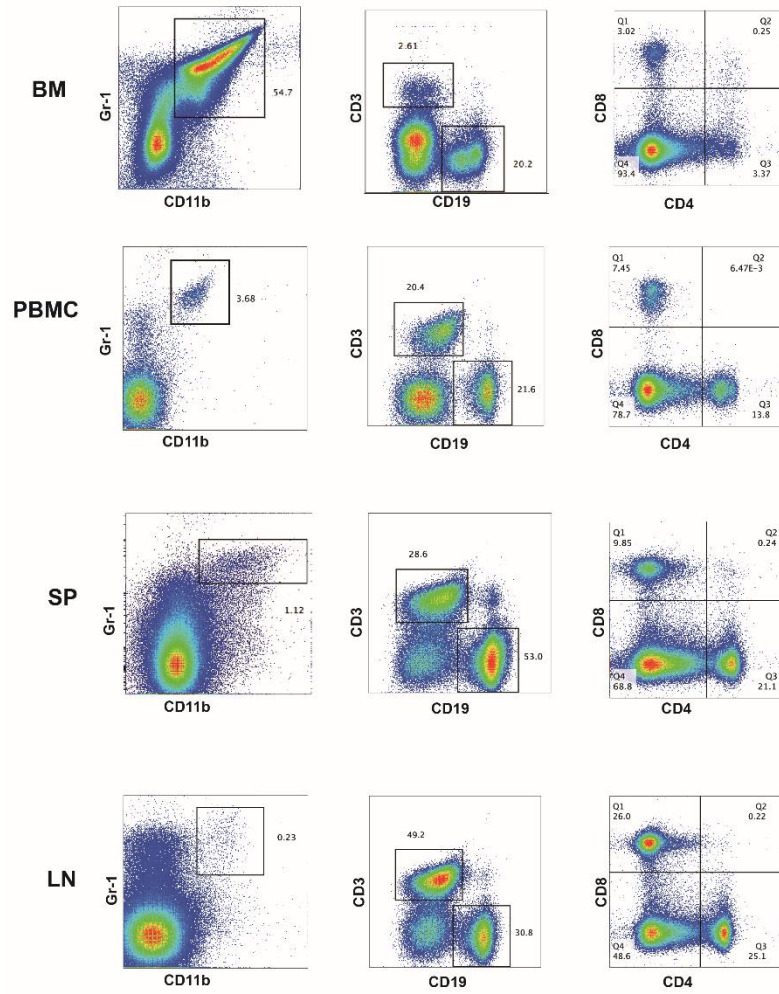 BM
Gr-1
54.7
CD11b
CD3
2.61
20.2
CD19
CD8
Q1
3.02
Q2
0.25
Q4
93.4
Q3
3.37
CD4
PBMC
Gr-1
3.68
CD11b
CD3
20.4
21.6
CD19
CD8
Q1
7.45
Q2
6.47E-3
Q4
78.7
Q3
13.8
CD4
SP
Gr-1
1.12
CD11b
CD3
28.6
53.0
CD19
CD8
Q1
9.85
Q2
0.24
Q4
68.8
Q3
21.1
CD4
LN
Gr-1
0.23
CD11b
CD3
49.2
30.8
CD19
CD8
Q1
26.0
Q2
0.22
Q4
48.6
Q3
25.1
CD4